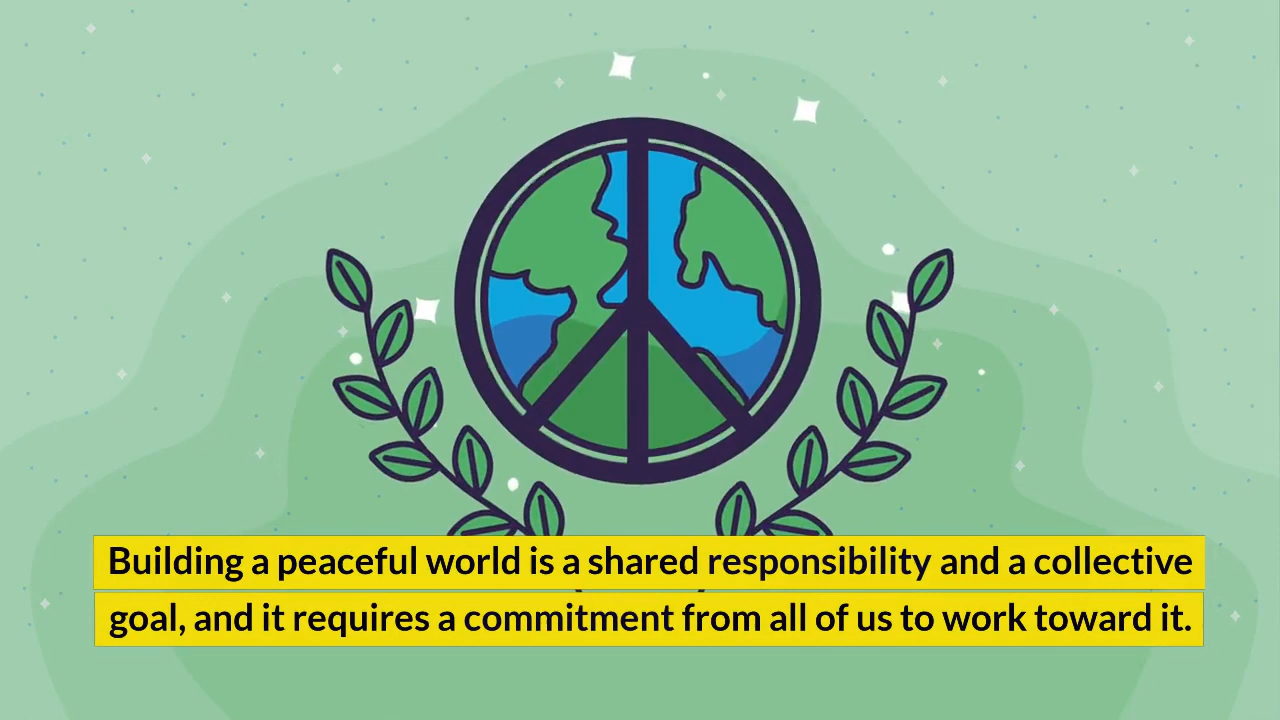 Building a peaceful world is a shared responsibility and a collective
goal, and it requires a commitment from all of us to work toward it.